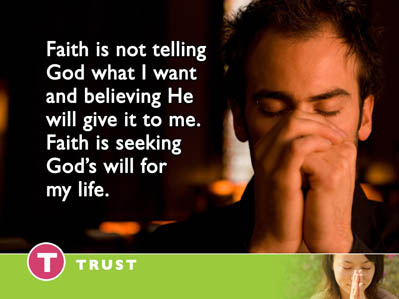 Faith is not telling
God what I want
and believing He
will give it to me.
Faith is seeking
God's will for
my life.
T TRUST